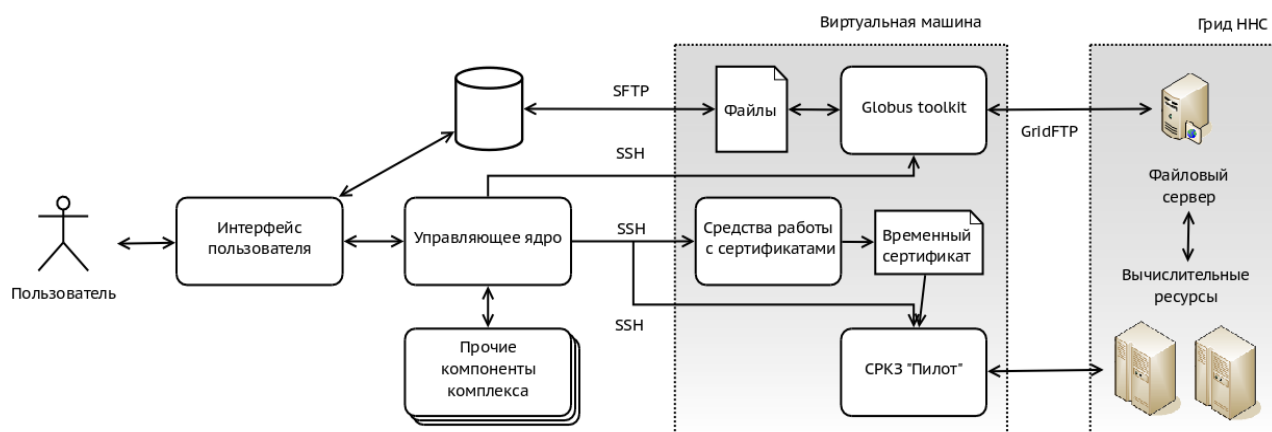 Виртуальная машина
Грид ННС
SFTP
Файлы
Globus toolkit
GridFTP
SSH
Файловый
сервер
Пользователь
Интерфейс
пользователя
Управляющее ядро
SSH
Средства работы
с сертификатами
Временный
сертификат
Вычислительные
ресурсы
SSH
Прочие
компоненты
комплекса
СРКЗ "Пилот"